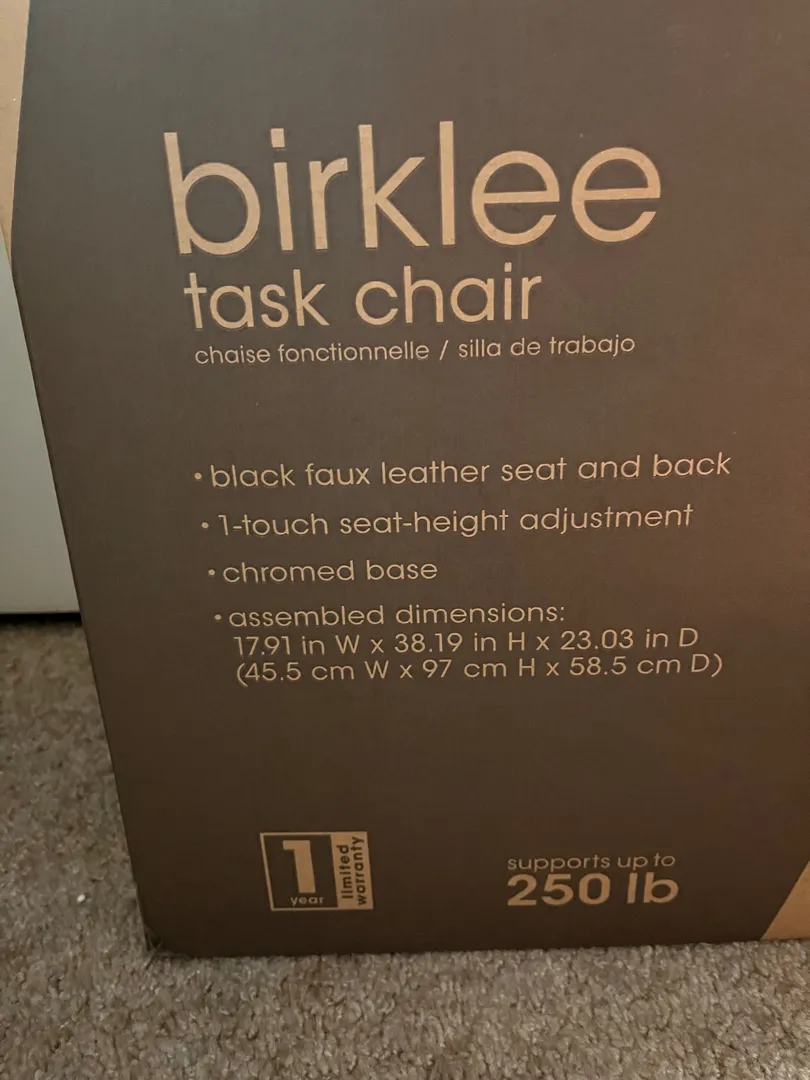 birklee
task chair
chaise fonctionnelle / silla de trabajo
• black faux leather seat and back
• 1-touch seat-height adjustment
• chromed base
• assembled dimensions:
17.91 in W x 38.19 in H x 23.03 in D
(45.5 cm W x 97 cm H x 58.5 cm D)
1
year
limited
warranty
supports up to
250 lb